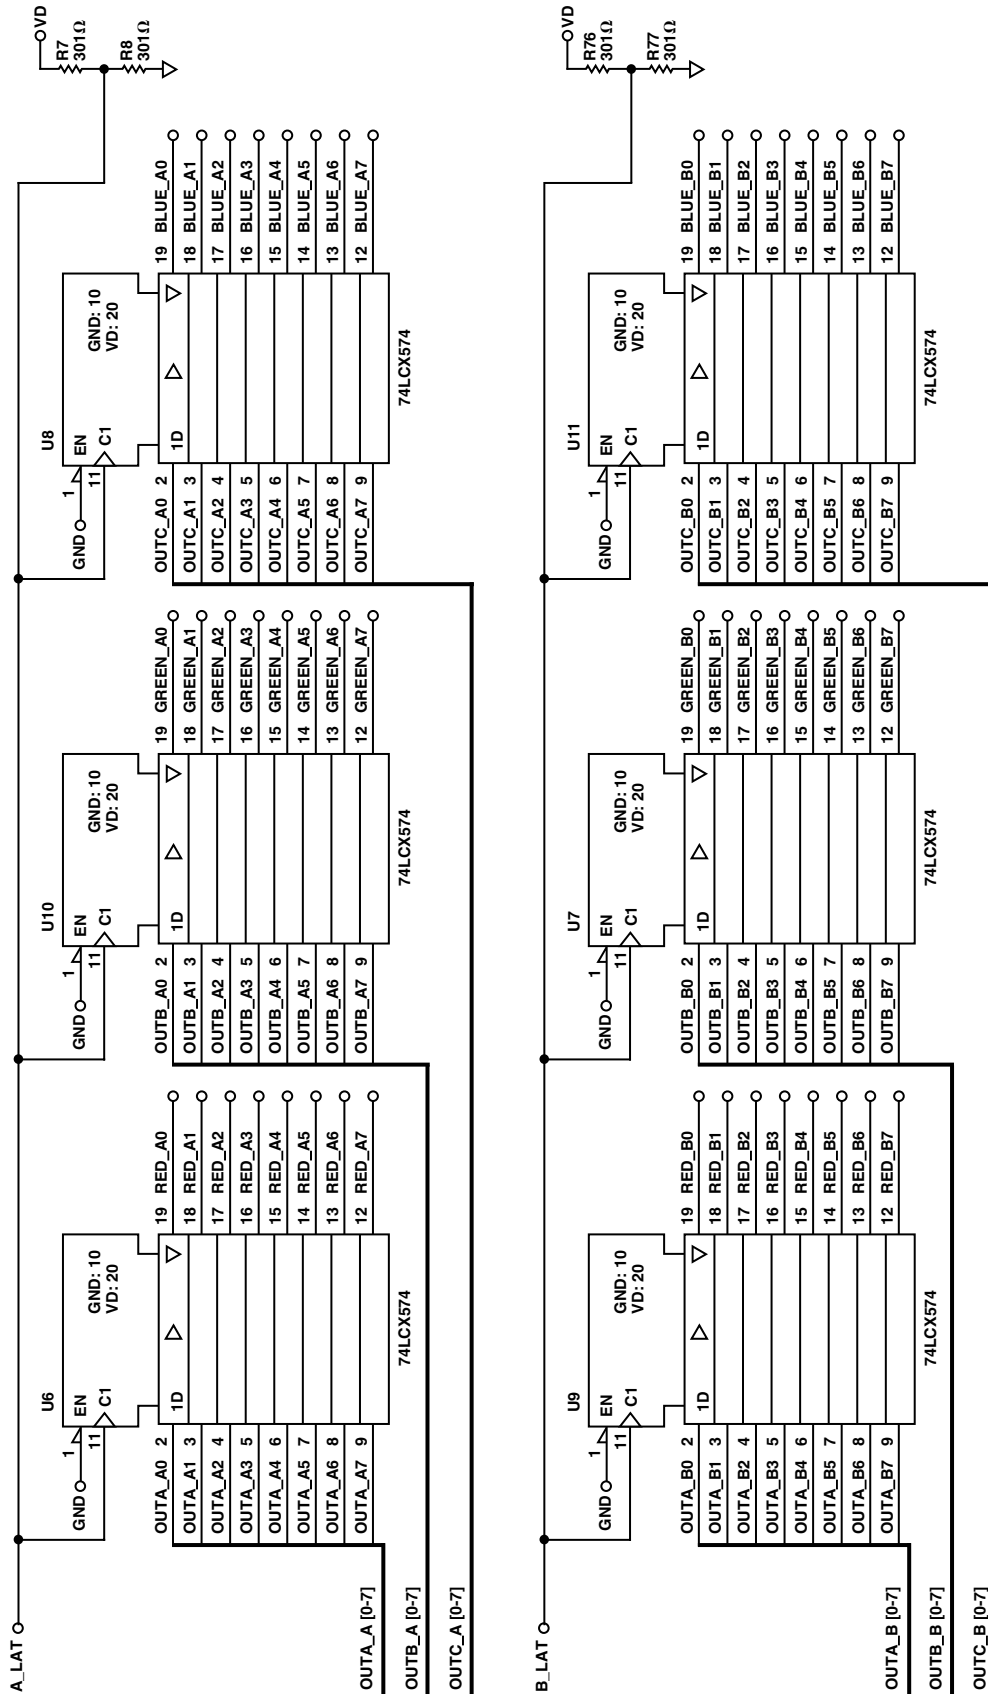 A_LAT
U6
GND 1 EN
11 C1
GND: 10
VD: 20
1D
OUTA_A0 2 19 RED_A0
OUTA_A1 3 18 RED_A1
OUTA_A2 4 17 RED_A2
OUTA_A3 5 16 RED_A3
OUTA_A4 6 15 RED_A4
OUTA_A5 7 14 RED_A5
OUTA_A6 8 13 RED_A6
OUTA_A7 9 12 RED_A7
74LCX574
U10
GND 1 EN
11 C1
GND: 10
VD: 20
1D
OUTB_A0 2 19 GREEN_A0
OUTB_A1 3 18 GREEN_A1
OUTB_A2 4 17 GREEN_A2
OUTB_A3 5 16 GREEN_A3
OUTB_A4 6 15 GREEN_A4
OUTB_A5 7 14 GREEN_A5
OUTB_A6 8 13 GREEN_A6
OUTB_A7 9 12 GREEN_A7
74LCX574
U8
GND 1 EN
11 C1
GND: 10
VD: 20
1D
OUTC_A0 2 19 BLUE_A0
OUTC_A1 3 18 BLUE_A1
OUTC_A2 4 17 BLUE_A2
OUTC_A3 5 16 BLUE_A3
OUTC_A4 6 15 BLUE_A4
OUTC_A5 7 14 BLUE_A5
OUTC_A6 8 13 BLUE_A6
OUTC_A7 9 12 BLUE_A7
74LCX574
VD
R7
301Ω
R8
301Ω
OUTA_A [0-7]
OUTB_A [0-7]
OUTC_A [0-7]
B_LAT
U9
GND 1 EN
11 C1
GND: 10
VD: 20
1D
OUTA_B0 2 19 RED_B0
OUTA_B1 3 18 RED_B1
OUTA_B2 4 17 RED_B2
OUTA_B3 5 16 RED_B3
OUTA_B4 6 15 RED_B4
OUTA_B5 7 14 RED_B5
OUTA_B6 8 13 RED_B6
OUTA_B7 9 12 RED_B7
74LCX574
U7
GND 1 EN
11 C1
GND: 10
VD: 20
1D
OUTB_B0 2 19 GREEN_B0
OUTB_B1 3 18 GREEN_B1
OUTB_B2 4 17 GREEN_B2
OUTB_B3 5 16 GREEN_B3
OUTB_B4 6 15 GREEN_B4
OUTB_B5 7 14 GREEN_B5
OUTB_B6 8 13 GREEN_B6
OUTB_B7 9 12 GREEN_B7
74LCX574
U11
GND 1 EN
11 C1
GND: 10
VD: 20
1D
OUTC_B0 2 19 BLUE_B0
OUTC_B1 3 18 BLUE_B1
OUTC_B2 4 17 BLUE_B2
OUTC_B3 5 16 BLUE_B3
OUTC_B4 6 15 BLUE_B4
OUTC_B5 7 14 BLUE_B5
OUTC_B6 8 13 BLUE_B6
OUTC_B7 9 12 BLUE_B7
74LCX574
VD
R76
301Ω
R77
301Ω
OUTA_B [0-7]
OUTB_B [0-7]
OUTC_B [0-7]